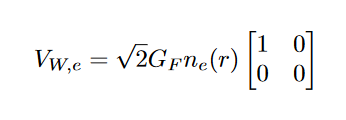 $V_{W,e} = \sqrt{2} G_F n_e(r) \begin{bmatrix} 1 & 0 \\ 0 & 0 \end{bmatrix}$